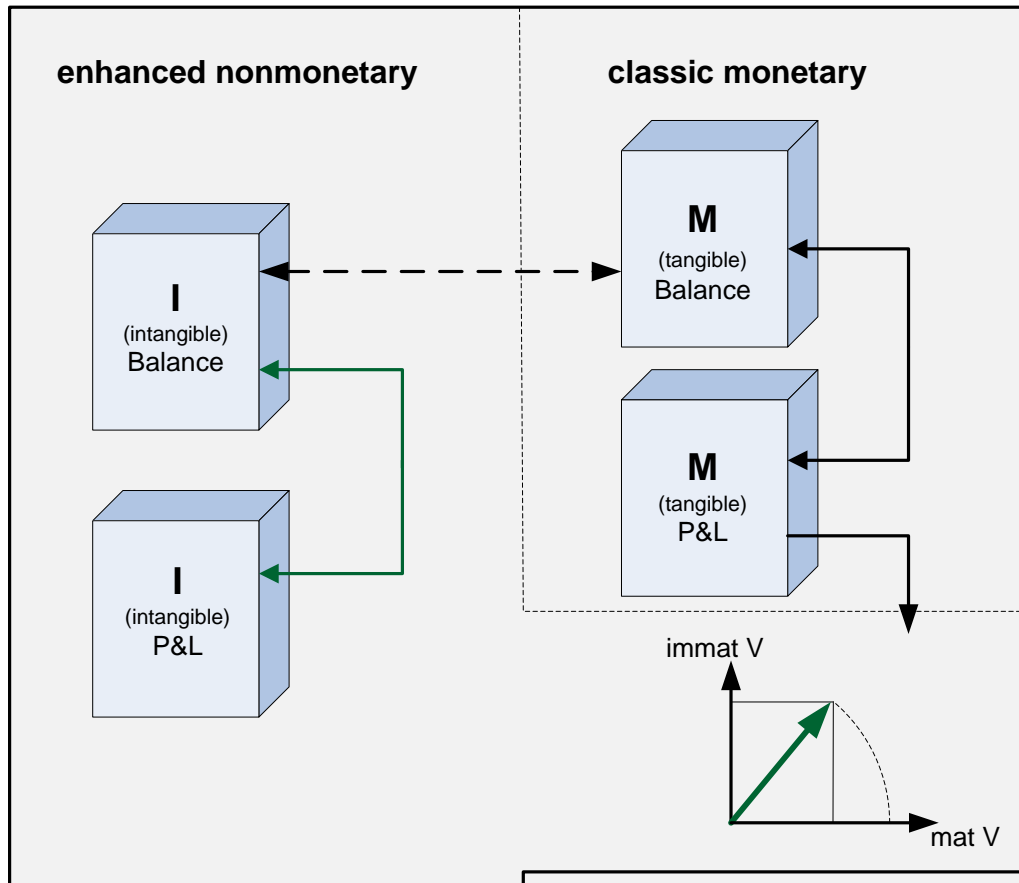 enhanced nonmonetary
classic monetary
M
(tangible)
Balance
I
(intangible)
Balance
M
(tangible)
P&L
I
(intangible)
P&L
immat V
mat V